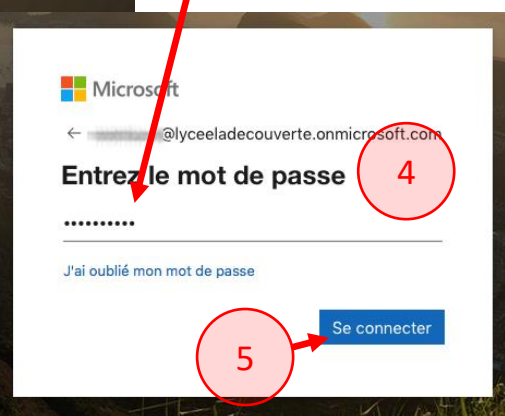 Microsoft
← @lyceeladecouverte.onmicrosoft.com
Entrez le mot de passe
4
••••••••••
J'ai oublié mon mot de passe
Se connecter
5